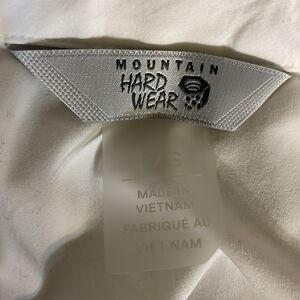 MOUNTAIN
HARD
WEAR
MADE IN
VIETNAM
FABRIQUÉ AU
VIET NAM